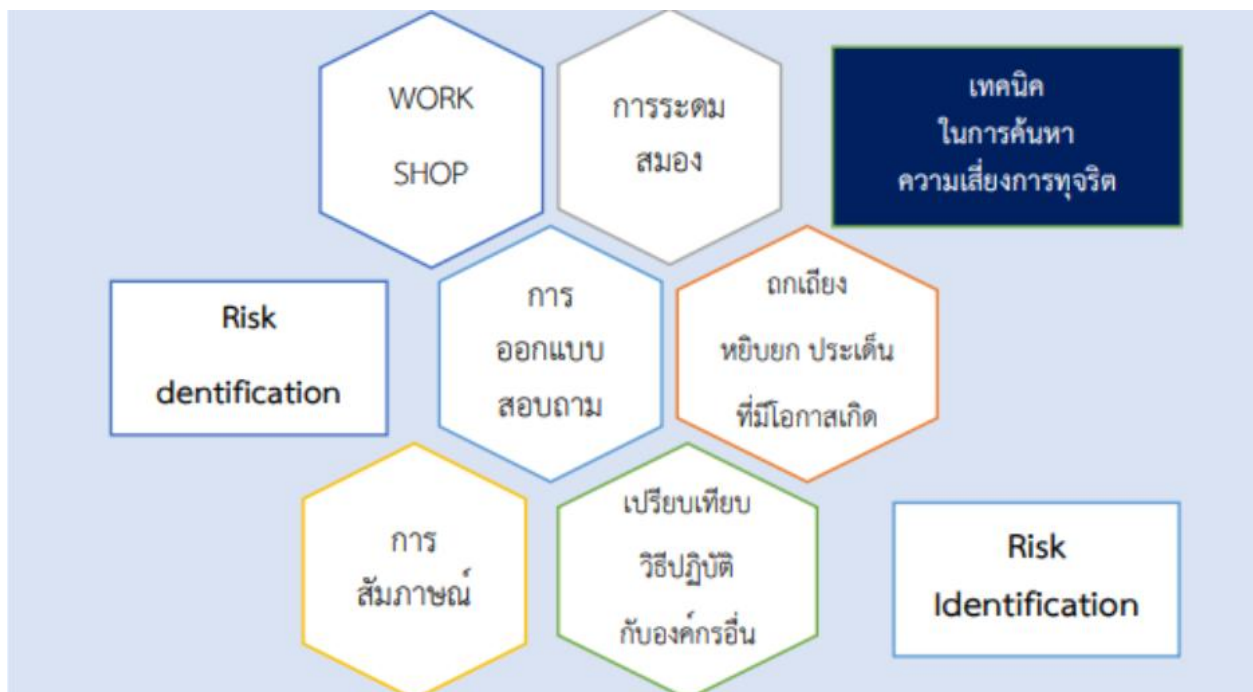 WORK
SHOP
การระดม
สมอง
เทคนิค
ในการค้นหา
ความเสี่ยงการทุจริต
Risk
dentification
การ
ออกแบบ
สอบถาม
ถกเถียง
หยิบยก ประเด็น
ที่มีโอกาสเกิด
การ
สัมภาษณ์
เปรียบเทียบ
วิธีปฏิบัติ
กับองค์กรอื่น
Risk
Identification